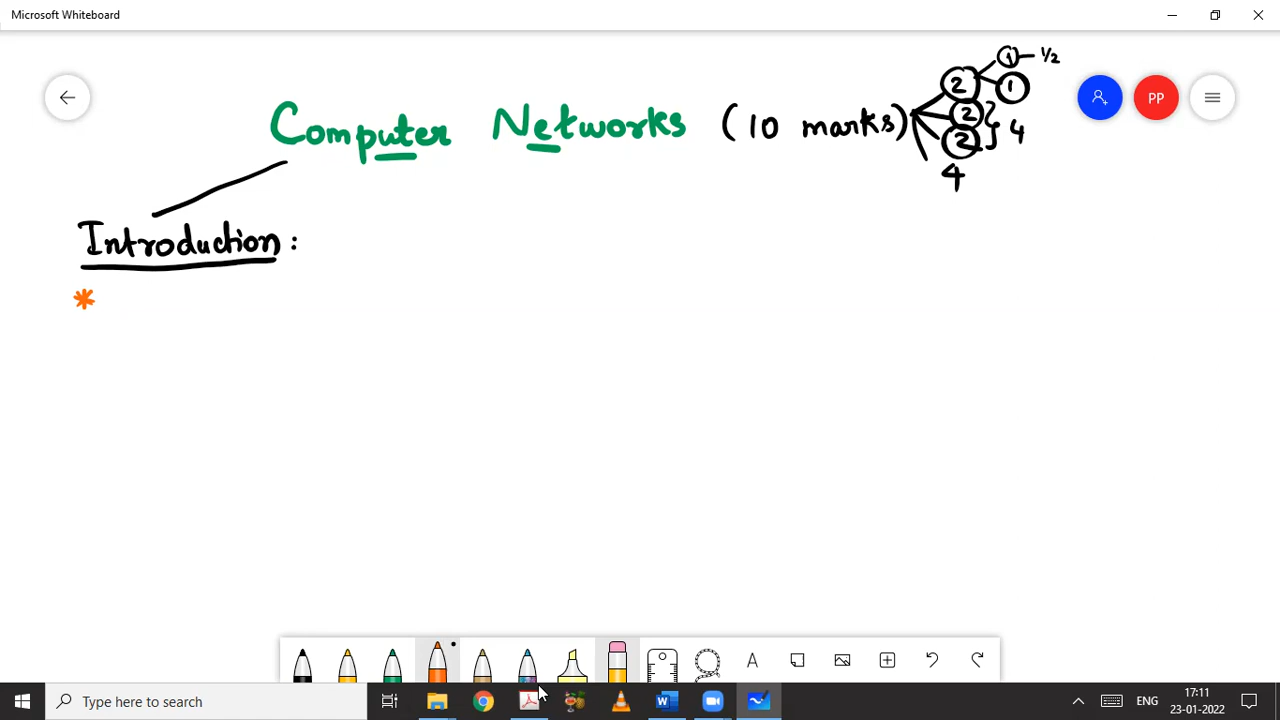 Microsoft Whiteboard
Computer Networks (10 marks)
2
1
1/2
1
2
2
4
4
PP
Introduction:
*
A
Type here to search
ENG
17:11
23-01-2022